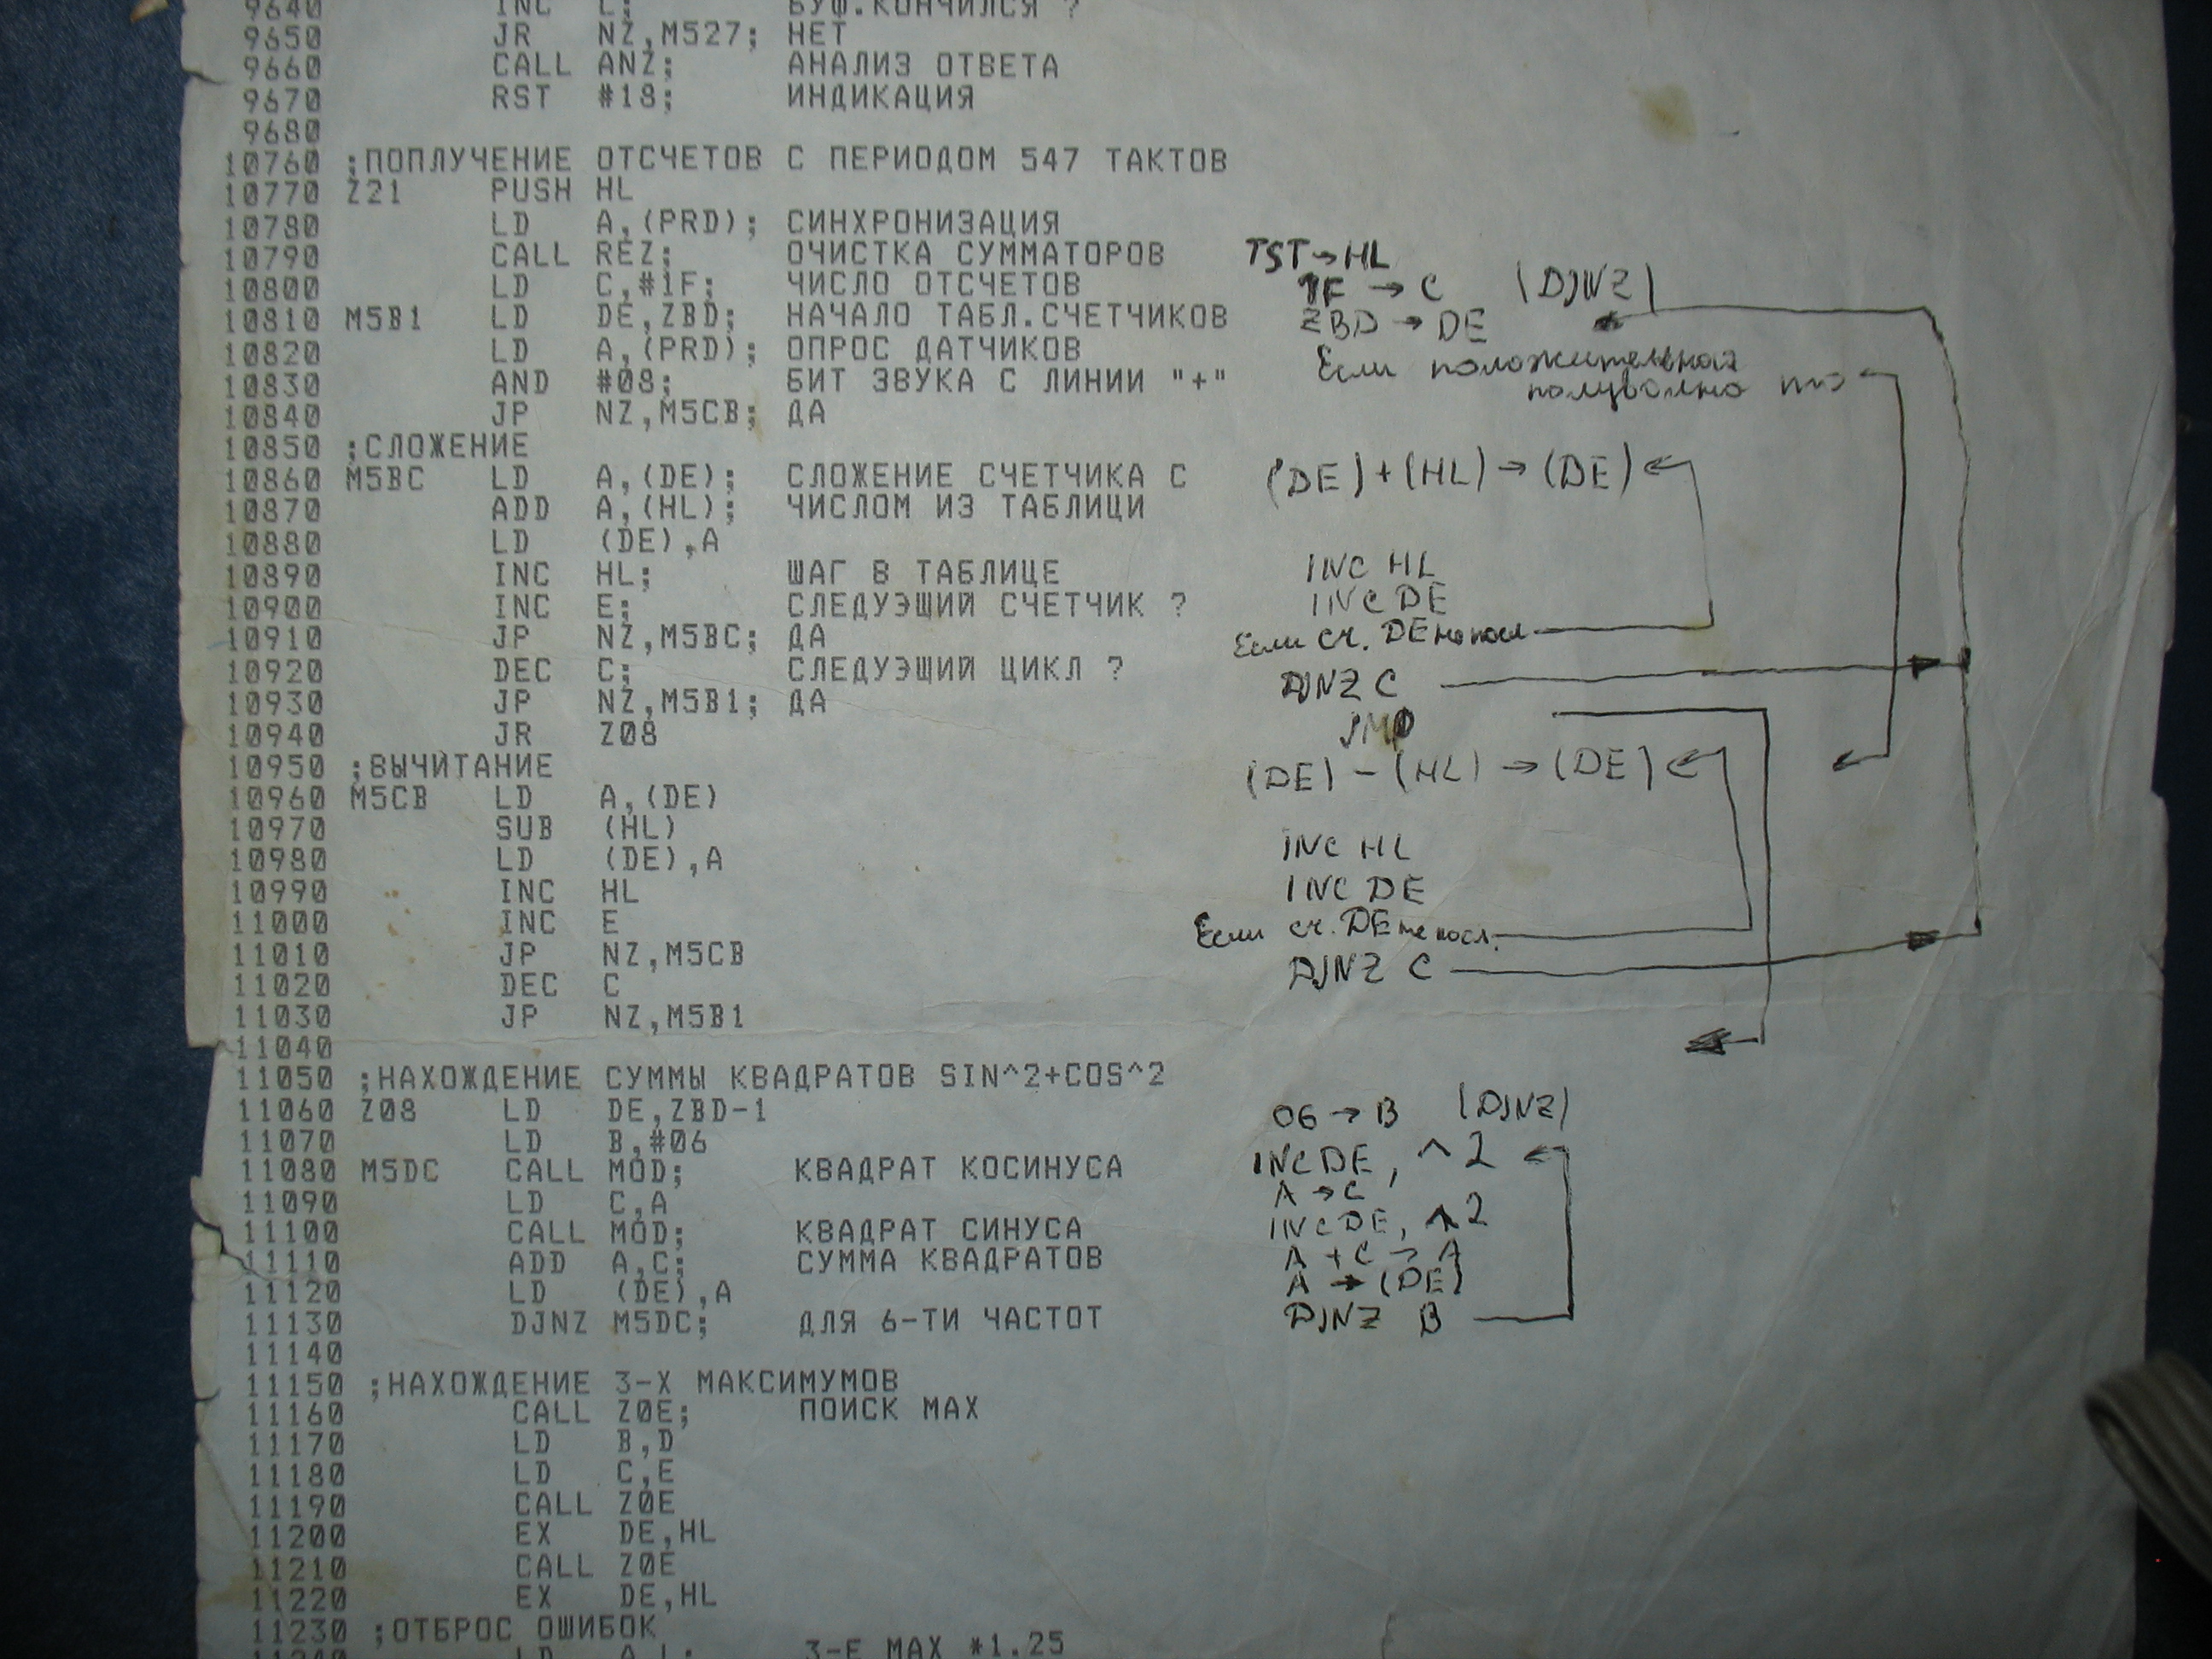 9640 INC L; БУФ.КОНЧИЛСЯ ?
9650 JR NZ,M527; НЕТ
9660 CALL ANZ; АНАЛИЗ ОТВЕТА
9670 RST #18; ИНДИКАЦИЯ
9680
10760 ;ПОПЛУЧЕНИЕ ОТСЧЕТОВ С ПЕРИОДОМ 547 ТАКТОВ
10770 Z21 PUSH HL
10780 LD A,(PRD); СИНХРОНИЗАЦИЯ
10790 CALL REZ; ОЧИСТКА СУММАТОРОВ TST→HL
10800 LD C,#1F; ЧИСЛО ОТСЧЕТОВ 1F → C (DJNZ)
10810 M5B1 LD DE,ZBD; НАЧАЛО ТАБЛ.СЧЕТЧИКОВ ZBD → DE
10820 LD A,(PRD); ОПРОС ДАТЧИКОВ Если положительная
10830 AND #08; БИТ ЗВУКА С ЛИНИИ "+" полуволна то
10840 JP NZ,M5CB; ДА
10850 ;СЛОЖЕНИЕ
10860 M5BC LD A,(DE); СЛОЖЕНИЕ СЧЕТЧИКА С (DE)+(HL)→(DE)
10870 ADD A,(HL); ЧИСЛОМ ИЗ ТАБЛИЦИ
10880 LD (DE),A
10890 INC HL; ШАГ В ТАБЛИЦЕ INC HL
10900 INC E; СЛЕДУЭЩИЙ СЧЕТЧИК ? INC DE
10910 JP NZ,M5BC; ДА Если сч. DE не посл
10920 DEC C; СЛЕДУЭЩИЙ ЦИКЛ ? DJNZ C
10930 JP NZ,M5B1; ДА JMP
10940 JR Z08
10950 ;ВЫЧИТАНИЕ (DE) - (HL) → (DE)
10960 M5CB LD A,(DE)
10970 SUB (HL)
10980 LD (DE),A INC HL
10990 INC HL INC DE
11000 INC E Если сч. DE не посл.
11010 JP NZ,M5CB DJNZ C
11020 DEC C
11030 JP NZ,M5B1
11040
11050 ;НАХОЖДЕНИЕ СУММЫ КВАДРАТОВ SIN^2+COS^2
11060 Z08 LD DE,ZBD-1 06 → B (DJNZ)
11070 LD B,#06 INC DE, ^2
11080 M5DC CALL MOD; КВАДРАТ КОСИНУСА A → C
11090 LD C,A
11100 CALL MOD; КВАДРАТ СИНУСА INC DE, ^2
11110 ADD A,C; СУММА КВАДРАТОВ A + C → A
11120 LD (DE),A A → (DE)
11130 DJNZ M5DC; ДЛЯ 6-ТИ ЧАСТОТ DJNZ B
11140
11150 ;НАХОЖДЕНИЕ 3-Х МАКСИМУМОВ
11160 CALL Z0E; ПОИСК MAX
11170 LD B,D
11180 LD C,E
11190 CALL Z0E
11200 EX DE,HL
11210 CALL Z0E
11220 EX DE,HL
11230 ;ОТБРОС ОШИБОК
11240 LD A,L; 3-Е MAX *1.25